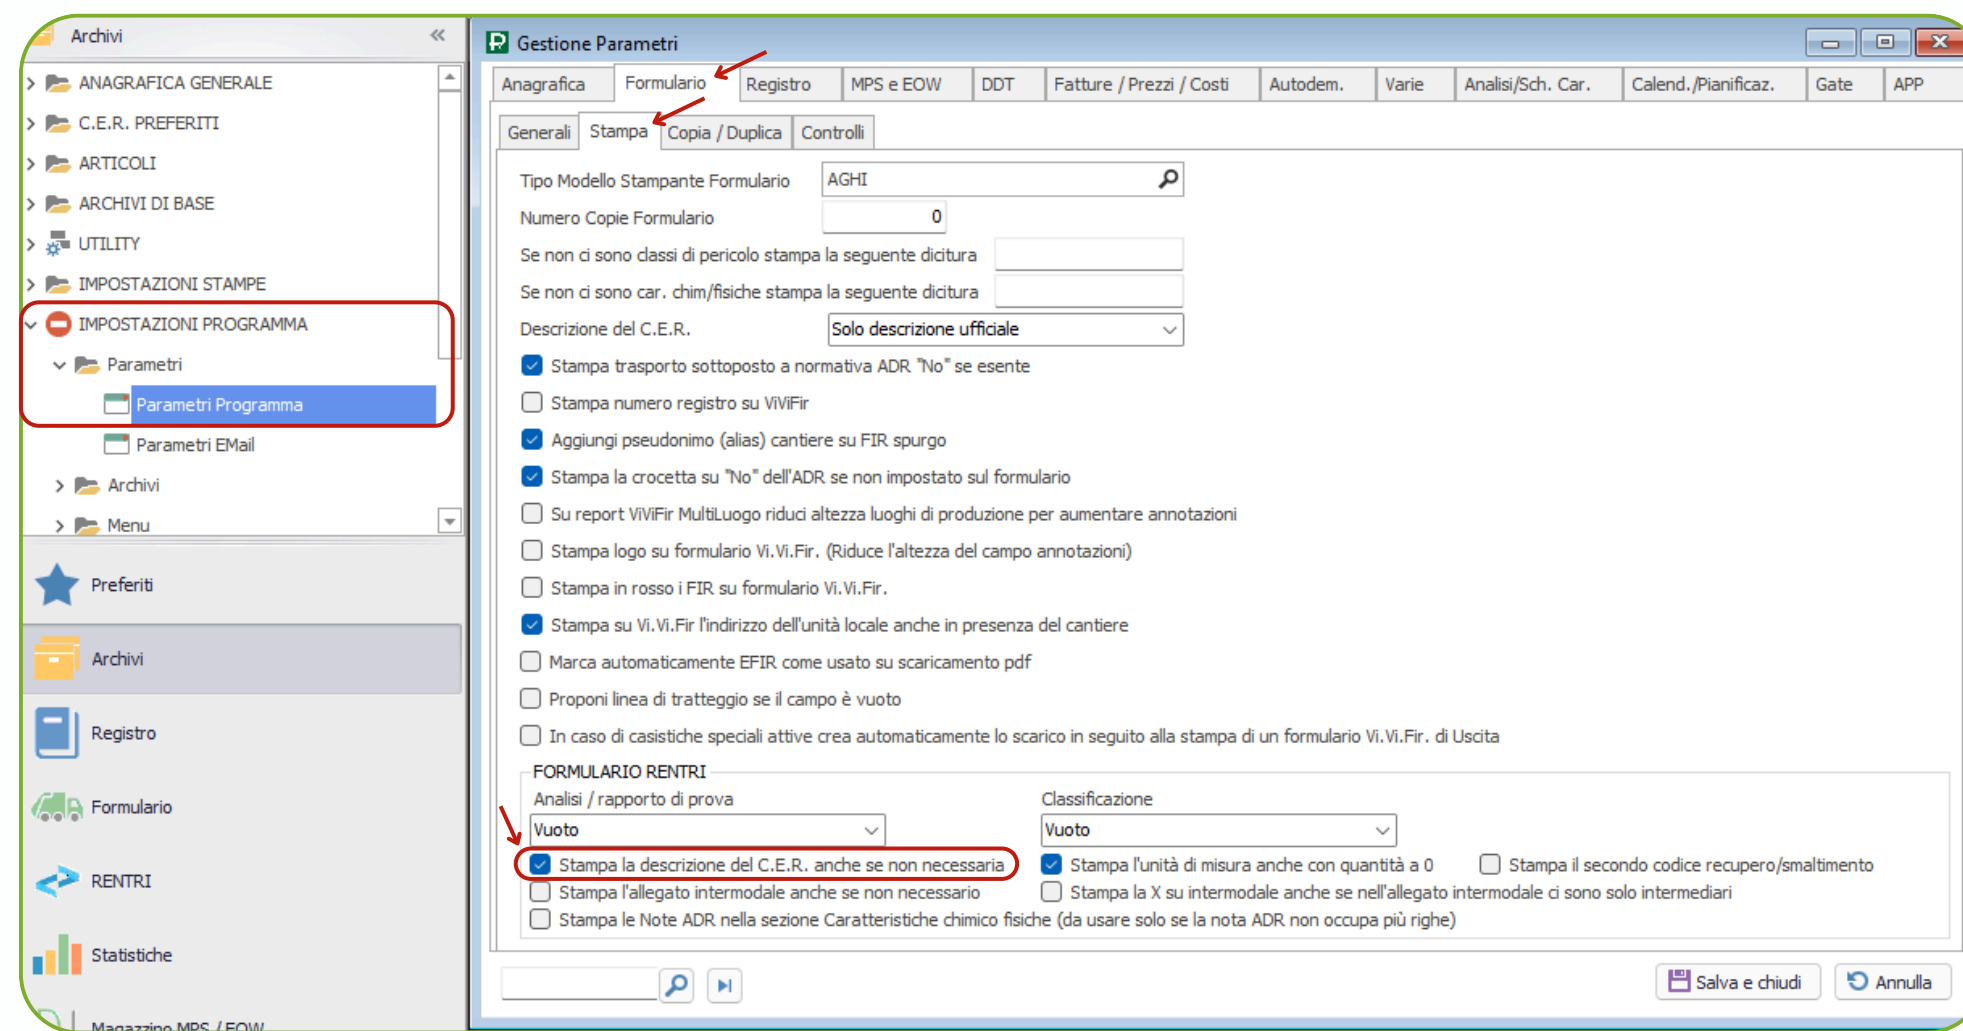 Archivi
ANAGRAFICA GENERALE
C.E.R. PREFERITI
ARTICOLI
ARCHIVI DI BASE
UTILITY
IMPOSTAZIONI STAMPE
IMPOSTAZIONI PROGRAMMA
Parametri
Parametri Programma
Parametri EMail
Archivi
Menu
Preferiti
Archivi
Registro
Formulario
RENTRI
Statistiche
Magazzino MPS / EOW
Gestione Parametri
Anagrafica Formulario Registro MPS e EOW DDT Fatture / Prezzi / Costi Autodem. Varie Analisi/Sch. Car. Calend./Pianificaz. Gate APP
Generali Stampa Copia / Duplica Controlli
Tipo Modello Stampante Formulario AGHI
Numero Copie Formulario 0
Se non ci sono classi di pericolo stampa la seguente dicitura
Se non ci sono car. chim/fisiche stampa la seguente dicitura
Descrizione del C.E.R. Solo descrizione ufficiale
Stampa trasporto sottoposto a normativa ADR "No" se esente
Stampa numero registro su ViViFir
Aggiungi pseudonimo (alias) cantiere su FIR spurgo
Stampa la crocetta su "No" dell'ADR se non impostato sul formulario
Su report ViViFir MultiLuogo riduci altezza luoghi di produzione per aumentare annotazioni
Stampa logo su formulario Vi.Vi.Fir. (Riduce l'altezza del campo annotazioni)
Stampa in rosso i FIR su formulario Vi.Vi.Fir.
Stampa su Vi.Vi.Fir l'indirizzo dell'unità locale anche in presenza del cantiere
Marca automaticamente EFIR come usato su scaricamento pdf
Proponi linea di tratteggio se il campo è vuoto
In caso di casistiche speciali attive crea automaticamente lo scarico in seguito alla stampa di un formulario Vi.Vi.Fir. di Uscita
FORMULARIO RENTRI
Analisi / rapporto di prova Classificazione
Vuoto Vuoto
Stampa la descrizione del C.E.R. anche se non necessaria Stampa l'unità di misura anche con quantità a 0 Stampa il secondo codice recupero/smaltimento
Stampa l'allegato intermodale anche se non necessario Stampa la X su intermodale anche se nell'allegato intermodale ci sono solo intermediari
Stampa le Note ADR nella sezione Caratteristiche chimico fisiche (da usare solo se la nota ADR non occupa più righe)
Salva e chiudi Annulla